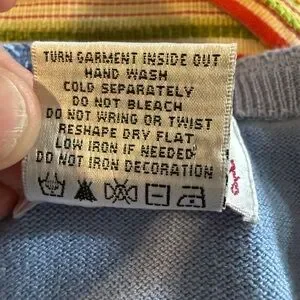 TURN GARMENT INSIDE OUT
HAND WASH
COLD SEPARATELY
DO NOT BLEACH
DO NOT WRING OR TWIST
RESHAPE DRY FLAT
LOW IRON IF NEEDED
DO NOT IRON DECORATION